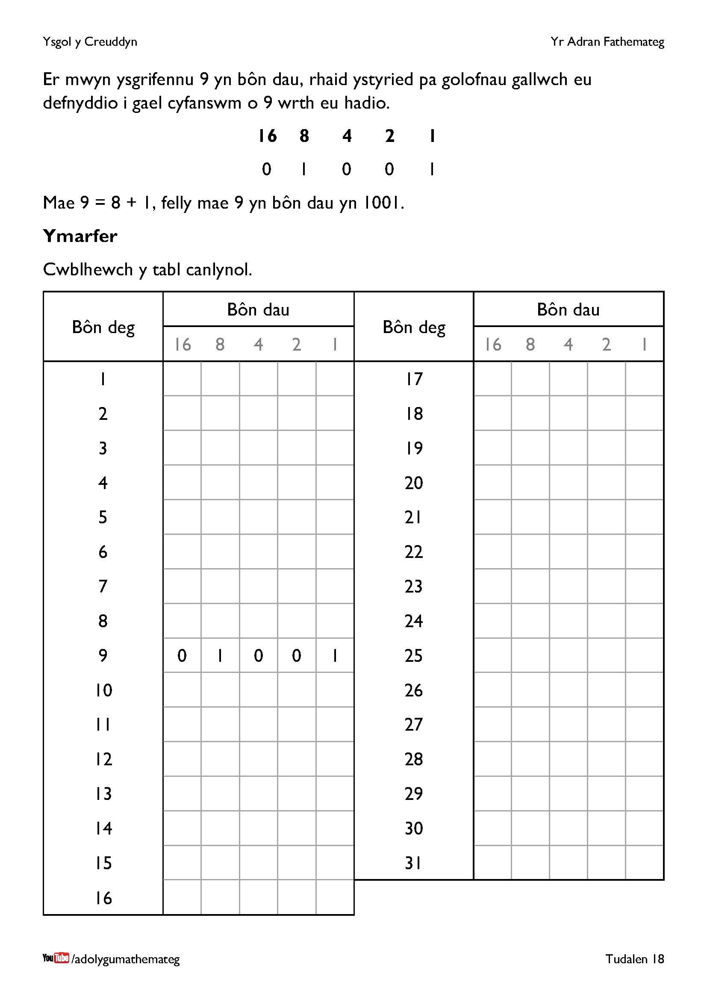 Ysgol y Creuddyn Yr Adran Fathemateg
Er mwyn ysgrifennu 9 yn bôn dau, rhaid ystyried pa golofnau gallwch eu
defnyddio i gael cyfanswm o 9 wrth eu hadio.
16 8 4 2 1
0 1 0 0 1
Mae 9 = 8 + 1, felly mae 9 yn bôn dau yn 1001.
Ymarfer
Cwblhewch y tabl canlynol.
Bôn dau Bôn dau
Bôn deg Bôn deg
16 8 4 2 1 16 8 4 2 1
1 17
2 18
3 19
4 20
5 21
6 22
7 23
8 24
9 0 1 0 0 1 25
10 26
11 27
12 28
13 29
14 30
15 31
16
YouTube /adolygumathemateg Tudalen 18